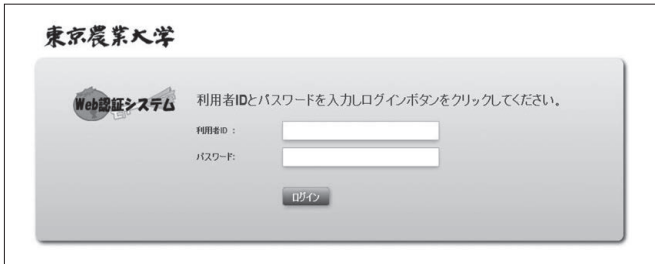 東京農業大学
Web認証システム
利用者IDとパスワードを入力しログインボタンをクリックしてください。
利用者ID :
パスワード:
ログイン